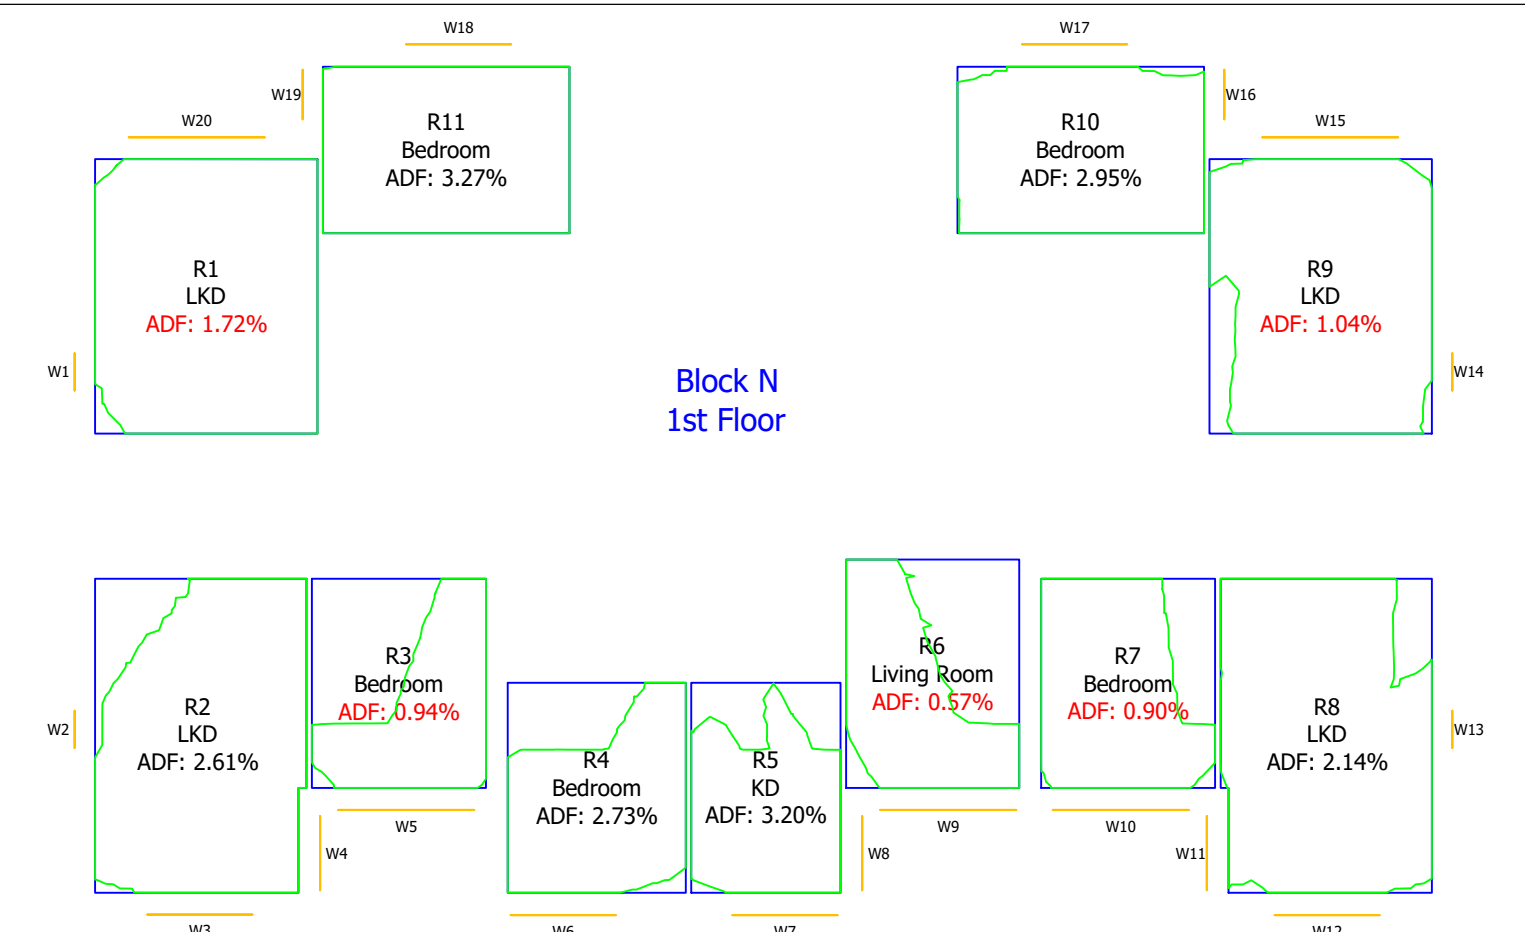 W18
W17
W19
W16
W20
W15
R11
Bedroom
ADF: 3.27%
R10
Bedroom
ADF: 2.95%
R1
LKD
ADF: 1.72%
R9
LKD
ADF: 1.04%
W1
W14
Block N
1st Floor
R2
LKD
ADF: 2.61%
R3
Bedroom
ADF: 0.94%
R4
Bedroom
ADF: 2.73%
R5
KD
ADF: 3.20%
R6
Living Room
ADF: 0.57%
R7
Bedroom
ADF: 0.90%
R8
LKD
ADF: 2.14%
W2
W13
W5
W9
W10
W4
W8
W11
W3
W6
W7
W12